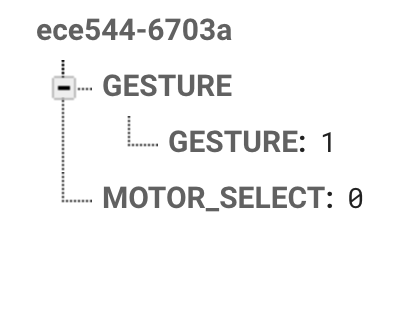 ece544-6703a
GESTURE
GESTURE: 1
MOTOR_SELECT: 0